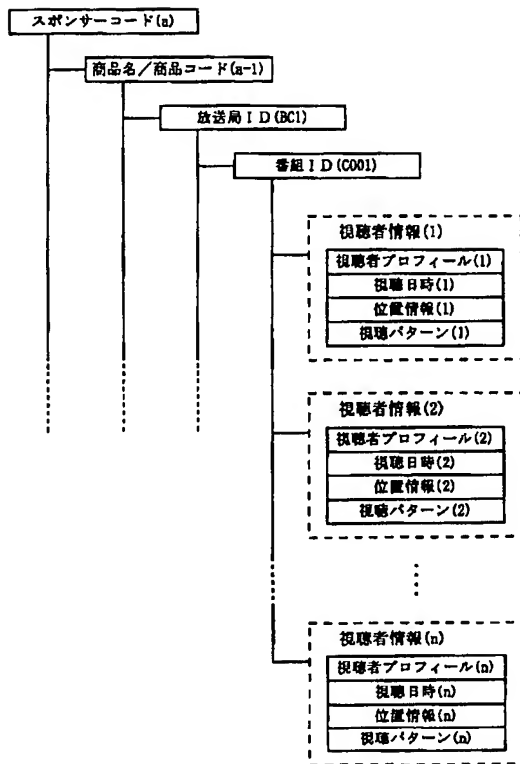 スポンサーコード(n)
商品名／商品コード(n-1)
放送局ＩＤ(BC1)
番組ＩＤ(C001)
視聴者情報(1)
視聴者プロフィール(1)
視聴日時(1)
位置情報(1)
視聴パターン(1)
視聴者情報(2)
視聴者プロフィール(2)
視聴日時(2)
位置情報(2)
視聴パターン(2)
視聴者情報(n)
視聴者プロフィール(n)
視聴日時(n)
位置情報(n)
視聴パターン(n)